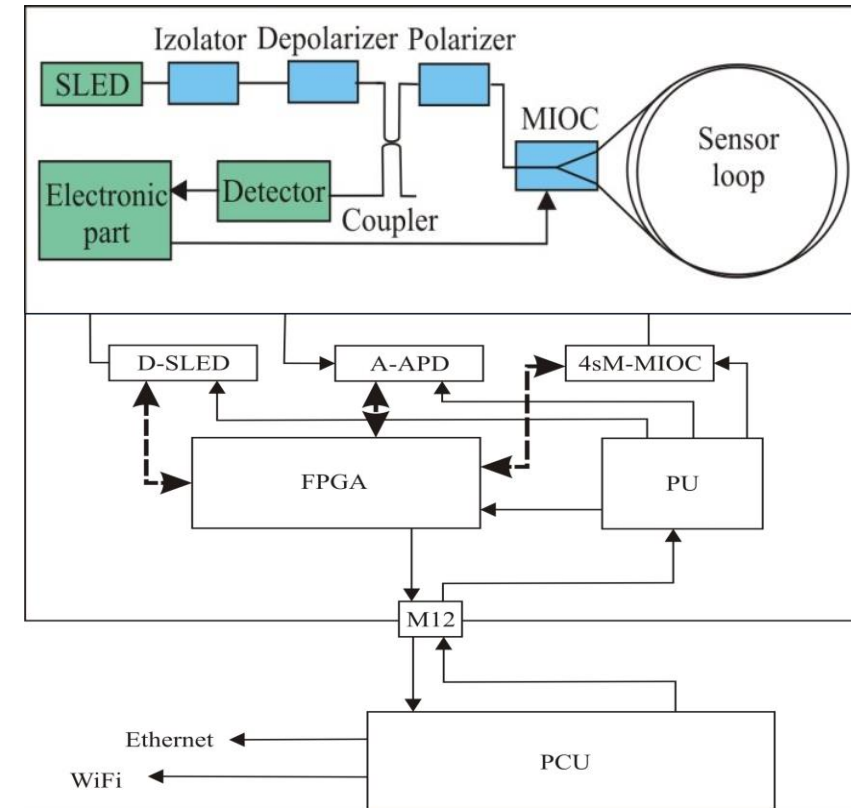 Izolator
Depolarizer
Polarizer
SLED
MIOC
Sensor
loop
Electronic
part
Detector
Coupler
D-SLED
A-APD
4sM-MIOC
FPGA
PU
M12
Ethernet
WiFi
PCU